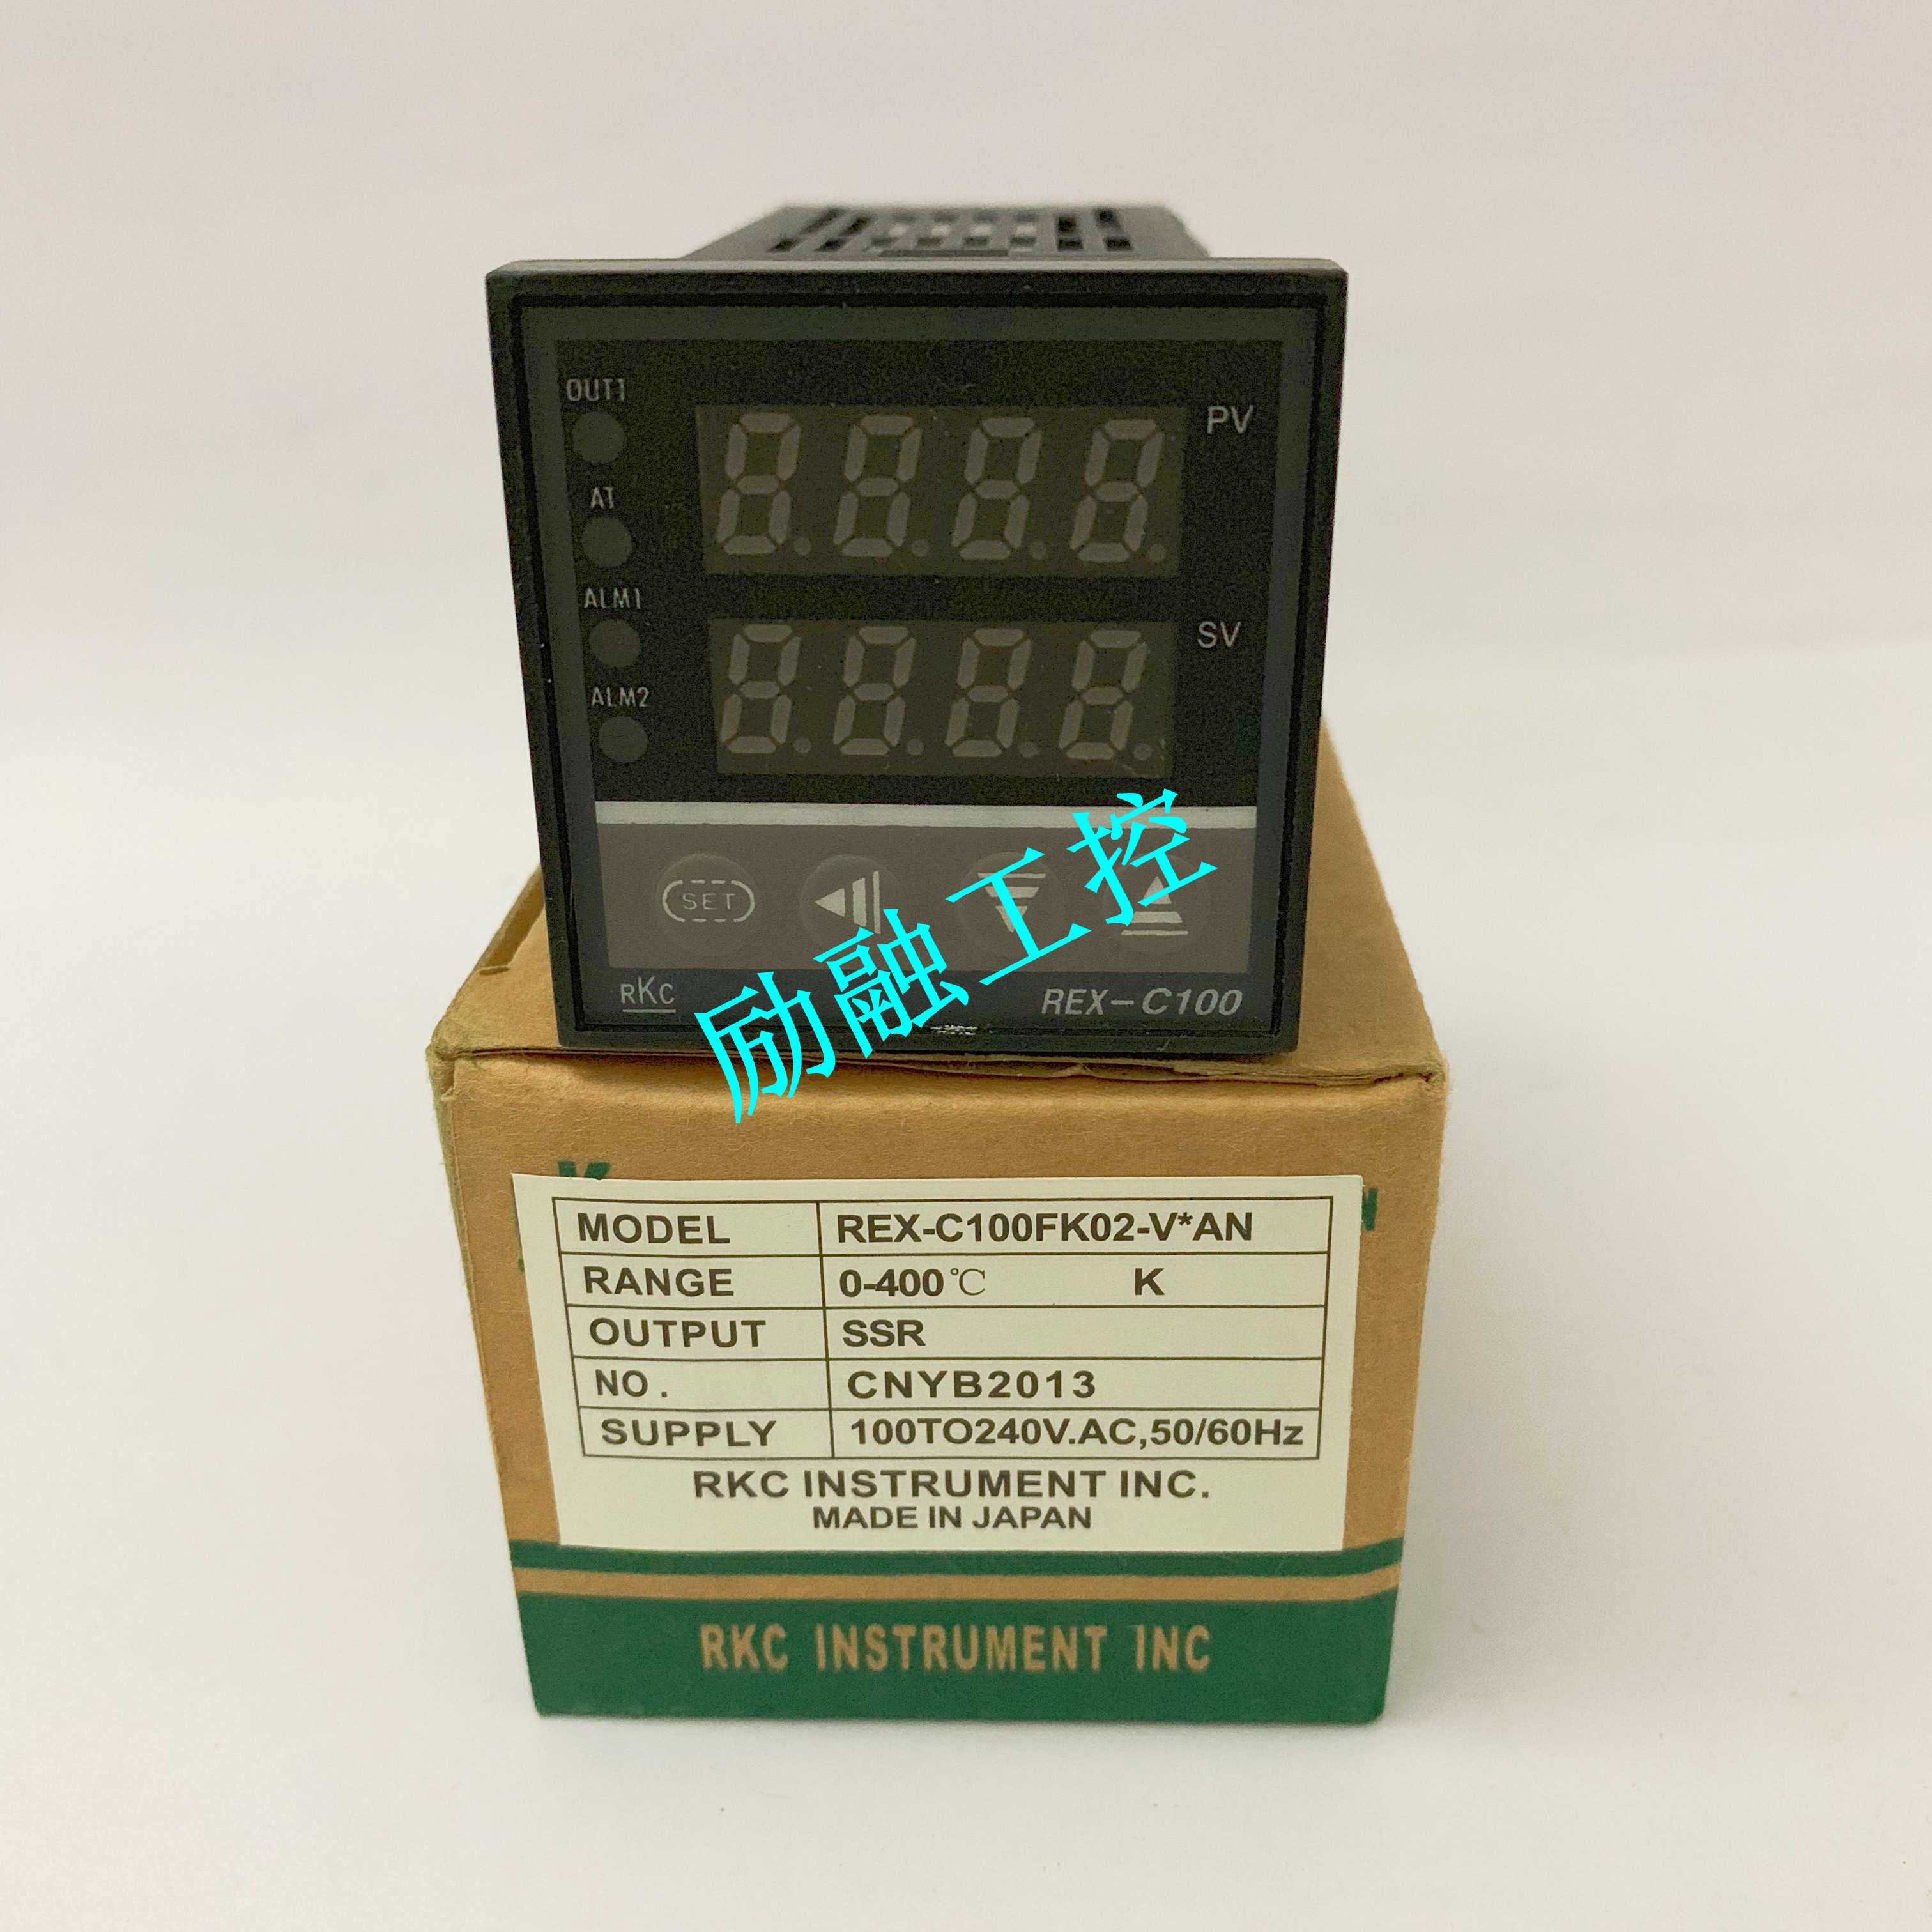 OUT1
PV
AT
ALM1
SV
ALM2
SET
RKC
REX-C100
励融工控
MODEL REX-C100FK02-V*AN
RANGE 0-400℃ K
OUTPUT SSR
NO. CNYB2013
SUPPLY 100TO240V.AC,50/60Hz
RKC INSTRUMENT INC.
MADE IN JAPAN
RKC INSTRUMENT INC